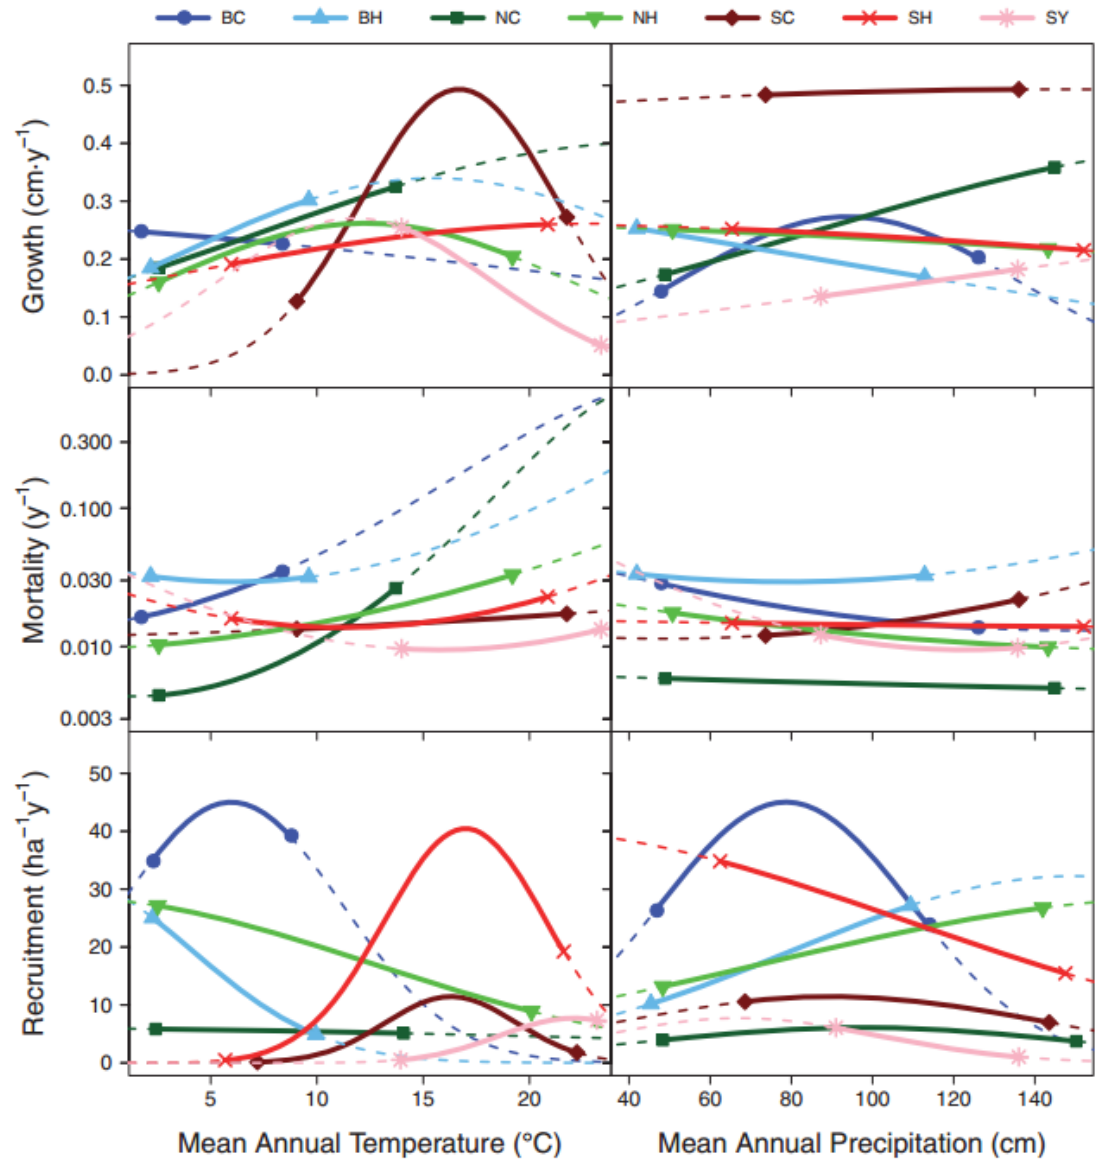 BC BH NC NH SC SH SY
Growth (cm·y⁻¹)
0.5
0.4
0.3
0.2
0.1
0.0
Mortality (y⁻¹)
0.300
0.100
0.030
0.010
0.003
Recruitment (ha⁻¹y⁻¹)
50
40
30
20
10
0
5 10 15 20
40 60 80 100 120 140
Mean Annual Temperature (°C)
Mean Annual Precipitation (cm)